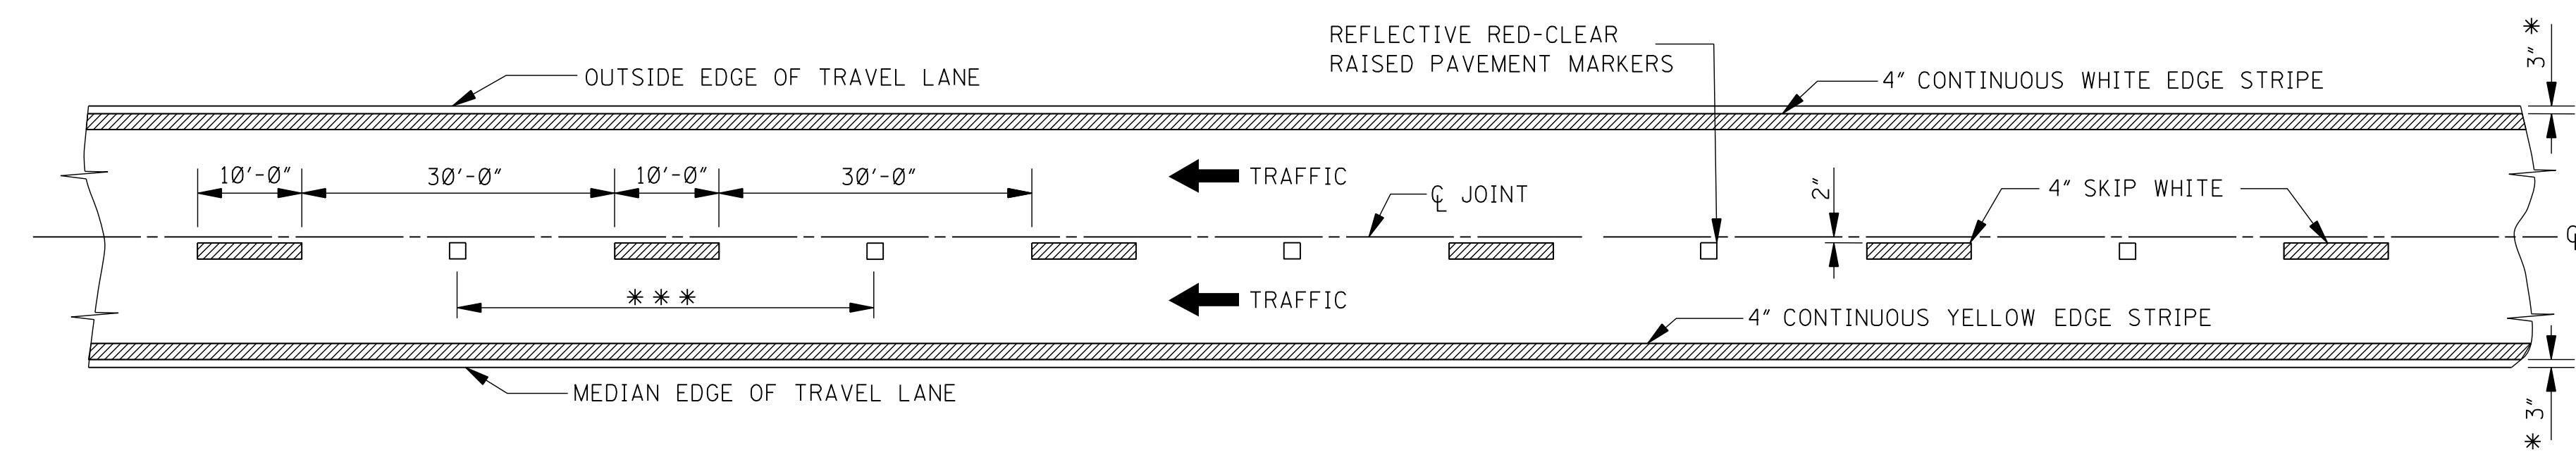 REFLECTIVE RED-CLEAR
RAISED PAVEMENT MARKERS
3" *
OUTSIDE EDGE OF TRAVEL LANE
4" CONTINUOUS WHITE EDGE STRIPE
10'-0"
30'-0"
10'-0"
30'-0"
TRAFFIC
℄ JOINT
2"
4" SKIP WHITE
***
TRAFFIC
4" CONTINUOUS YELLOW EDGE STRIPE
MEDIAN EDGE OF TRAVEL LANE
* 3"